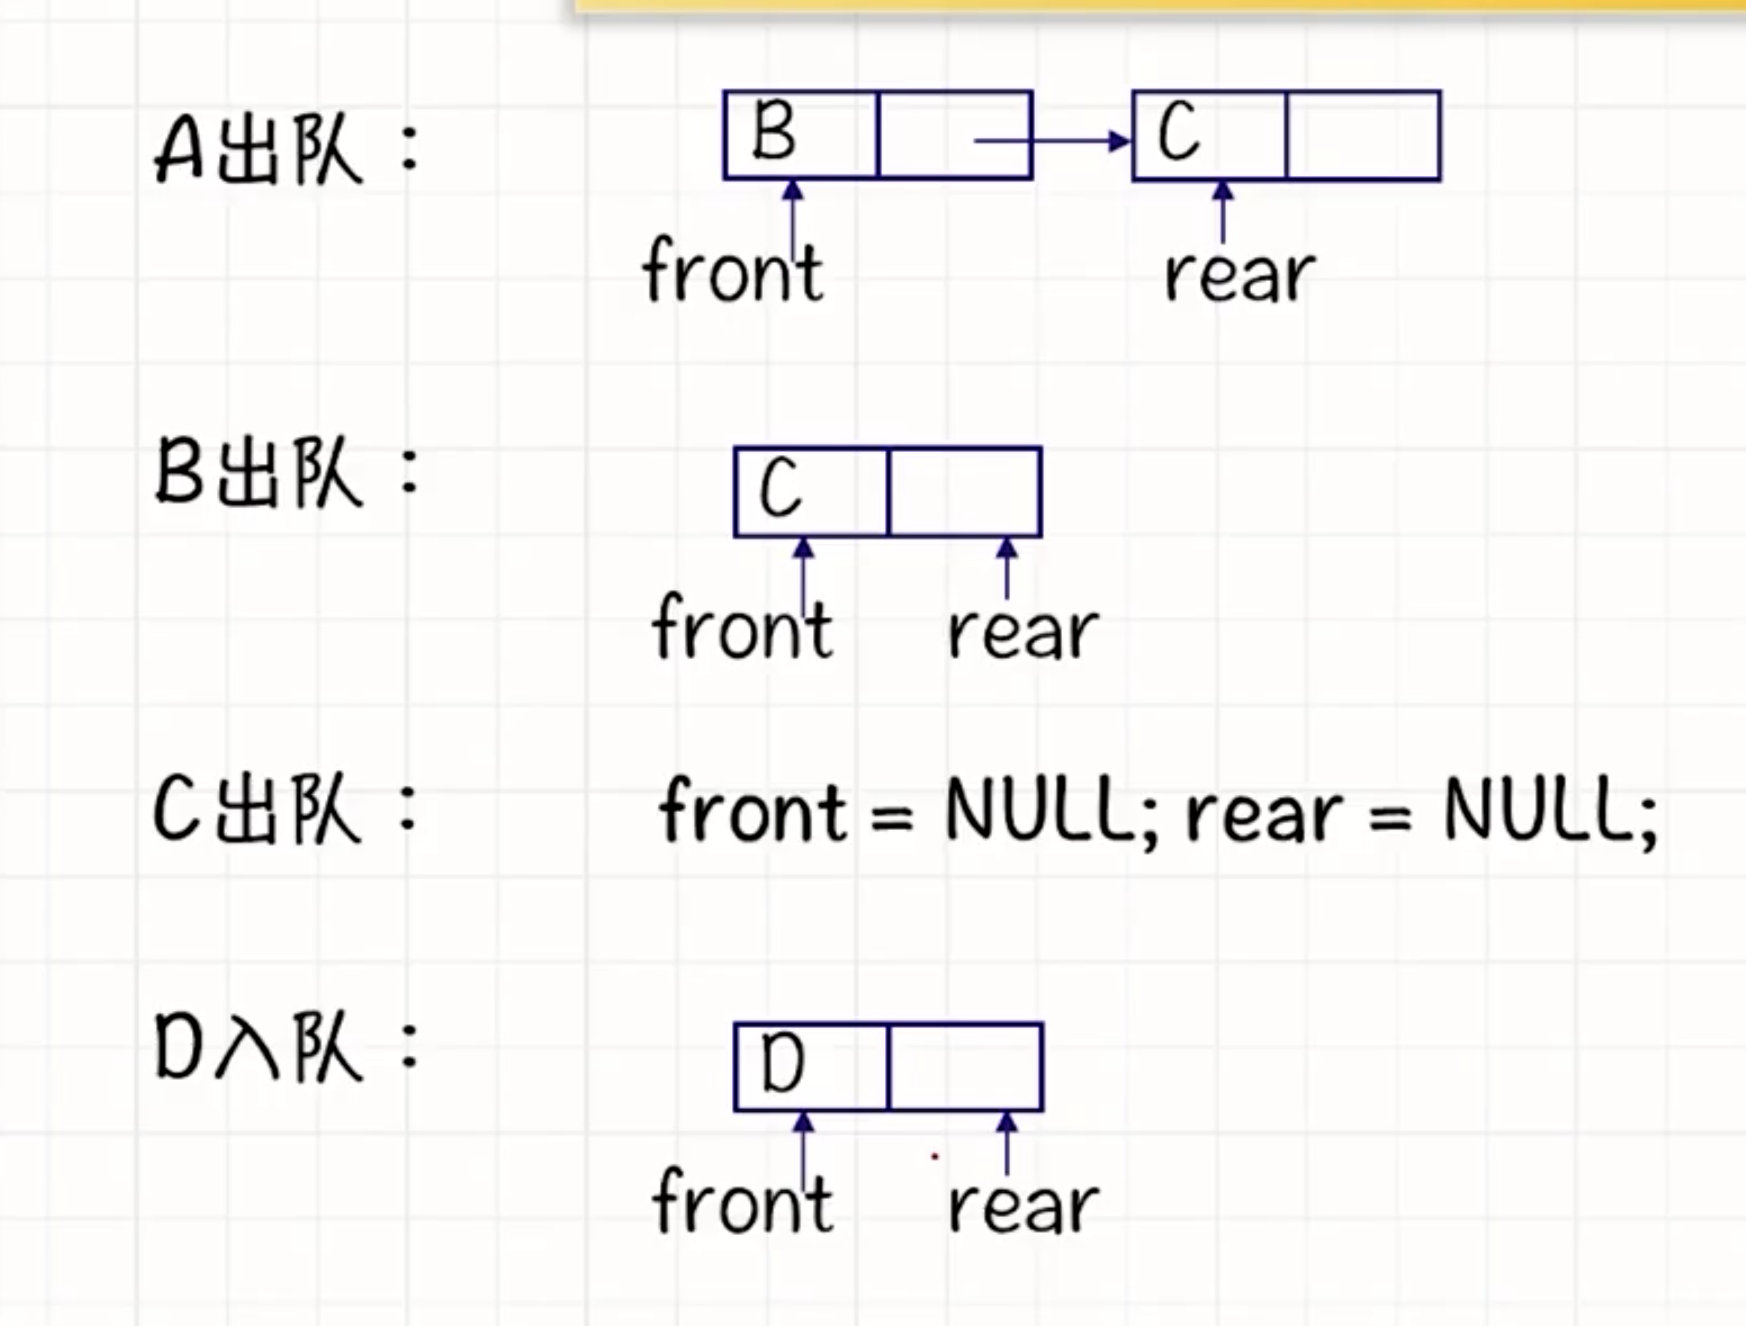 A出队：
B
C
front
rear
B出队：
C
front rear
C出队： front = NULL; rear = NULL;
D入队：
D
front rear